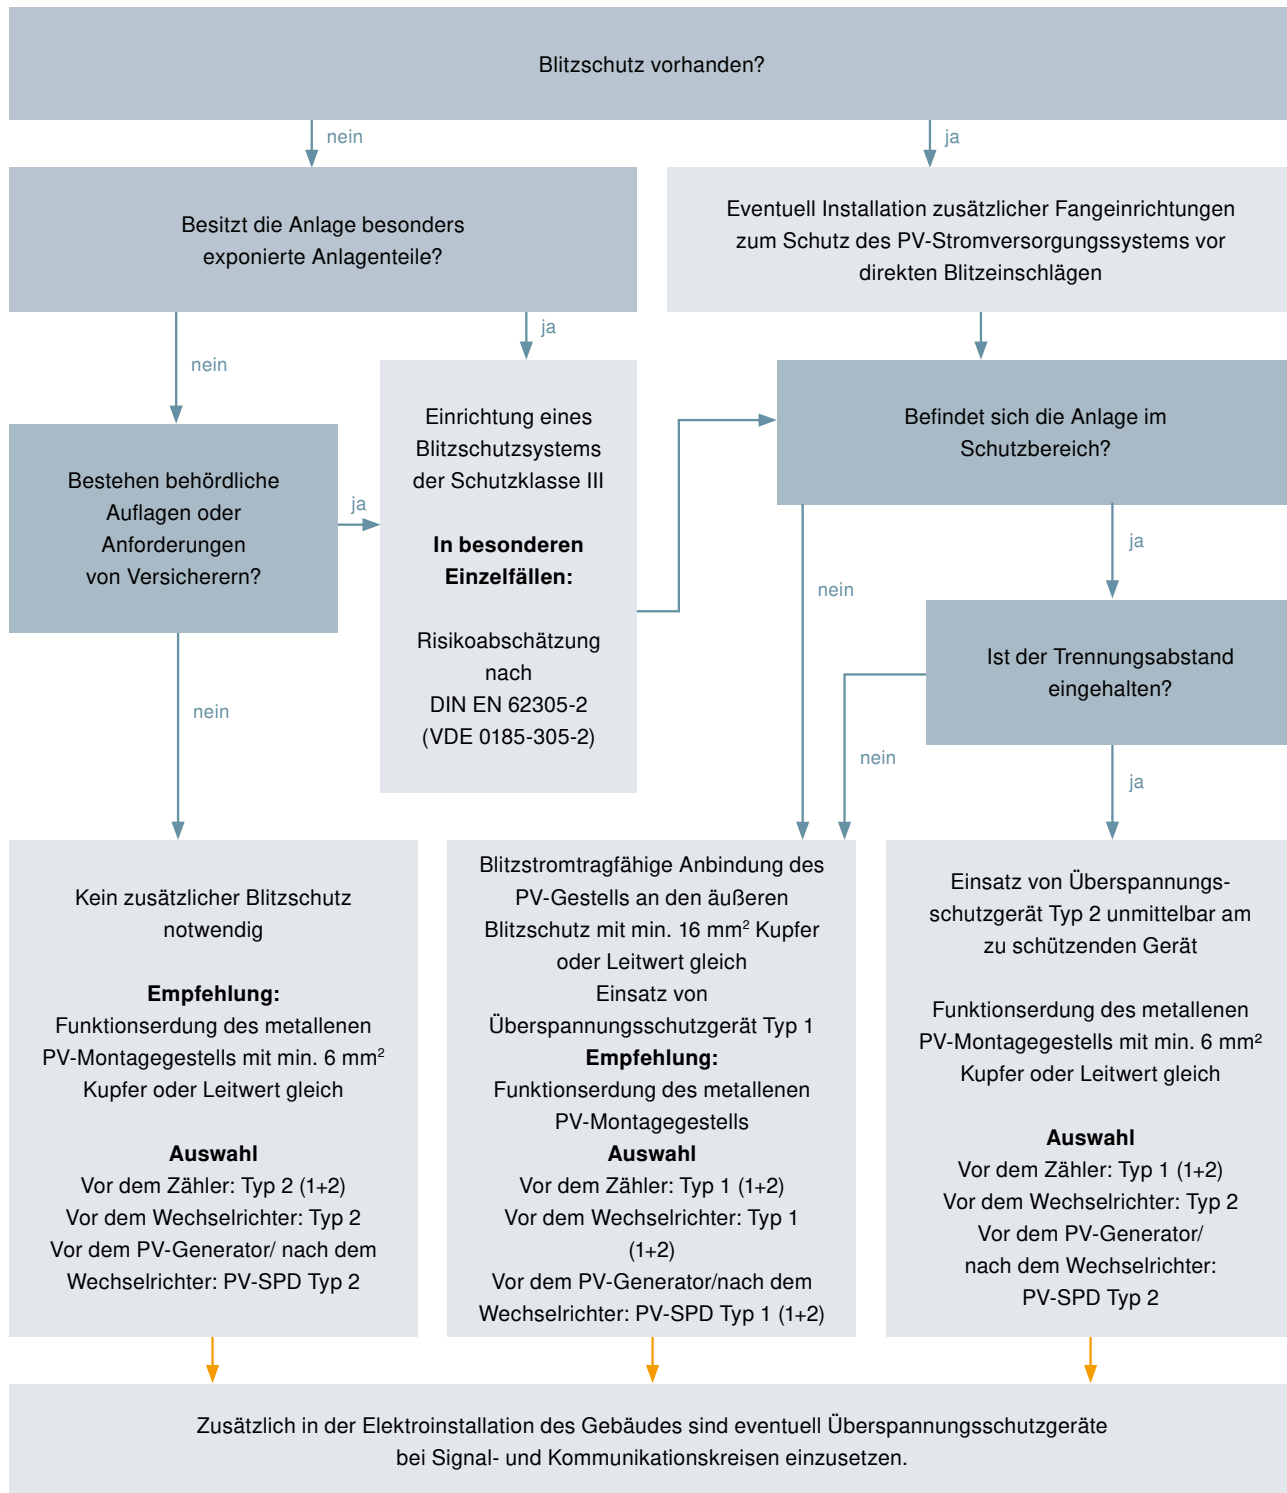 Blitzschutz vorhanden?
nein
ja
Besitzt die Anlage besonders
exponierte Anlagenteile?
Eventuell Installation zusätzlicher Fangeinrichtungen
zum Schutz des PV-Stromversorgungssystems vor
direkten Blitzeinschlägen
nein
ja
Bestehen behördliche
Auflagen oder
Anforderungen
von Versicherern?
ja
Einrichtung eines
Blitzschutzsystems
der Schutzklasse III
In besonderen
Einzelfällen:
Risikoabschätzung
nach
DIN EN 62305-2
(VDE 0185-305-2)
Befindet sich die Anlage im
Schutzbereich?
nein
ja
Ist der Trennungsabstand
eingehalten?
nein
nein
ja
Kein zusätzlicher Blitzschutz
notwendig
Empfehlung:
Funktionserdung des metallenen
PV-Montagegestells mit min. 6 mm²
Kupfer oder Leitwert gleich
Auswahl
Vor dem Zähler: Typ 2 (1+2)
Vor dem Wechselrichter: Typ 2
Vor dem PV-Generator/ nach dem
Wechselrichter: PV-SPD Typ 2
Blitzstromtragfähige Anbindung des
PV-Gestells an den äußeren
Blitzschutz mit min. 16 mm² Kupfer
oder Leitwert gleich
Einsatz von
Überspannungsschutzgerät Typ 1
Empfehlung:
Funktionserdung des metallenen
PV-Montagegestells
Auswahl
Vor dem Zähler: Typ 1 (1+2)
Vor dem Wechselrichter: Typ 1
(1+2)
Vor dem PV-Generator/nach dem
Wechselrichter: PV-SPD Typ 1 (1+2)
Einsatz von Überspannungs-
schutzgerät Typ 2 unmittelbar am
zu schützenden Gerät
Funktionserdung des metallenen
PV-Montagegestells mit min. 6 mm²
Kupfer oder Leitwert gleich
Auswahl
Vor dem Zähler: Typ 1 (1+2)
Vor dem Wechselrichter: Typ 2
Vor dem PV-Generator/
nach dem Wechselrichter:
PV-SPD Typ 2
Zusätzlich in der Elektroinstallation des Gebäudes sind eventuell Überspannungsschutzgeräte
bei Signal- und Kommunikationskreisen einzusetzen.